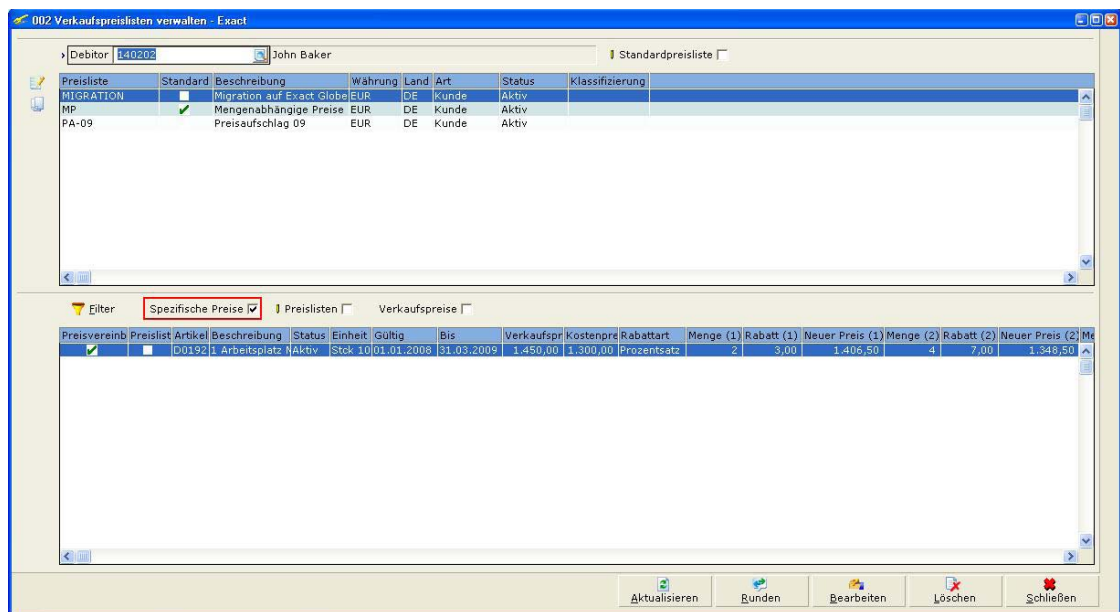 002 Verkaufspreislisten verwalten - Exact
Debitor 140202 John Baker Standardpreisliste
Preisliste Standard Beschreibung Währung Land Art Status Klassifizierung
MIGRATION Migration auf Exact Globe EUR DE Kunde Aktiv
MP Mengenabhängige Preise EUR DE Kunde Aktiv
PA-09 Preisaufschlag 09 EUR DE Kunde Aktiv
Filter Spezifische Preise Preislisten Verkaufspreise
Preisvereinb Preislist Artikel Beschreibung Status Einheit Gültig Bis Verkaufspr Kostenpre Rabattart Menge (1) Rabatt (1) Neuer Preis (1) Menge (2) Rabatt (2) Neuer Preis (2) Me
D0192 1 Arbeitsplatz Aktiv Stck 10 01.01.2008 31.03.2009 1.450,00 1.300,00 Prozentsatz 2 3,00 1.406,50 4 7,00 1.348,50
Aktualisieren Runden Bearbeiten Löschen Schließen